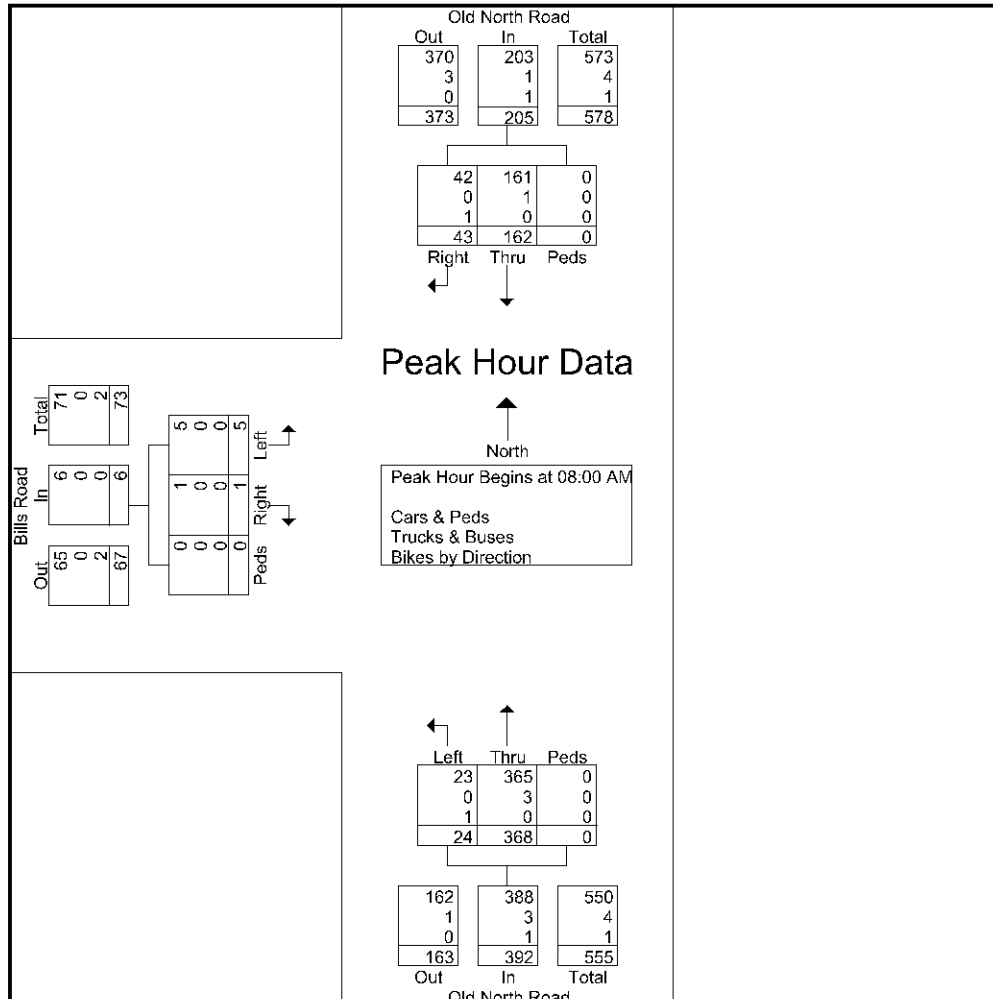 Old North Road
Out In Total
370 203 573
3 1 4
0 1 1
373 205 578
42 161 0
0 1 0
1 0 0
43 162 0
Right Thru Peds
Peak Hour Data
North
Peak Hour Begins at 08:00 AM
Cars & Peds
Trucks & Buses
Bikes by Direction
Bills Road
Out In Total
65 6 71
0 0 0
2 0 2
67 6 73
0 1 5
0 0 0
0 0 0
0 1 5
Peds Right Left
Left Thru Peds
23 365 0
0 3 0
1 0 0
24 368 0
162 388 550
1 3 4
0 1 1
163 392 555
Out In Total
Old North Road